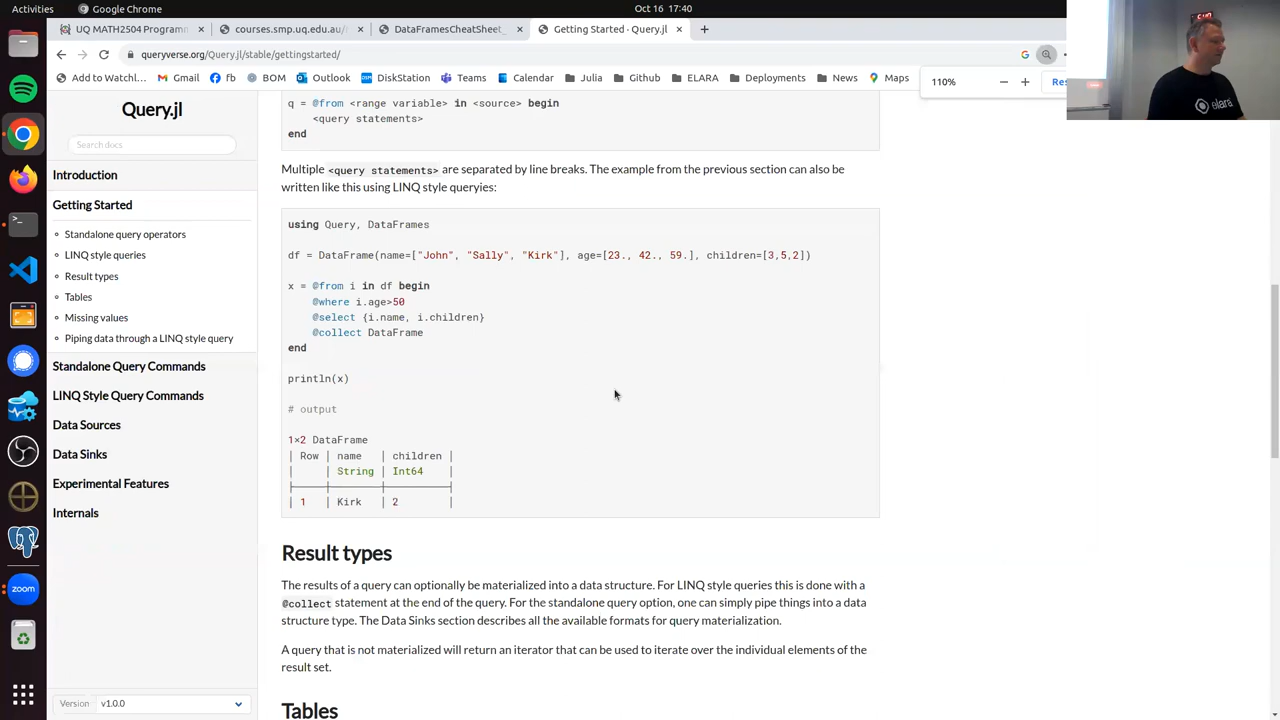 Activities
Google Chrome
Oct 16 17:40
UQ MATH2504 Programm
courses.smp.uq.edu.au/
DataFramesCheatSheet_
Getting Started · Query.jl
queryverse.org/Query.jl/stable/gettingstarted/
Add to Watchl...
Gmail
fb
BOM
Outlook
DiskStation
Teams
Calendar
Julia
Github
ELARA
Deployments
News
Maps
110%
elara
Query.jl
Search docs
Introduction
Getting Started
Standalone query operators
LINQ style queries
Result types
Tables
Missing values
Piping data through a LINQ style query
Standalone Query Commands
LINQ Style Query Commands
Data Sources
Data Sinks
Experimental Features
Internals
Version v1.0.0
zoom
q = @from <range variable> in <source> begin
<query statements>
end
Multiple <query statements> are separated by line breaks. The example from the previous section can also be
written like this using LINQ style queryies:
using Query, DataFrames
df = DataFrame(name=["John", "Sally", "Kirk"], age=[23., 42., 59.], children=[3,5,2])
x = @from i in df begin
@where i.age>50
@select {i.name, i.children}
@collect DataFrame
end
println(x)
# output
1×2 DataFrame
│ Row │ name │ children │
│ │ String │ Int64 │
├─────┼────────┼──────────┤
│ 1 │ Kirk │ 2 │
Result types
The results of a query can optionally be materialized into a data structure. For LINQ style queries this is done with a
@collect statement at the end of the query. For the standalone query option, one can simply pipe things into a data
structure type. The Data Sinks section describes all the available formats for query materialization.
A query that is not materialized will return an iterator that can be used to iterate over the individual elements of the
result set.
Tables